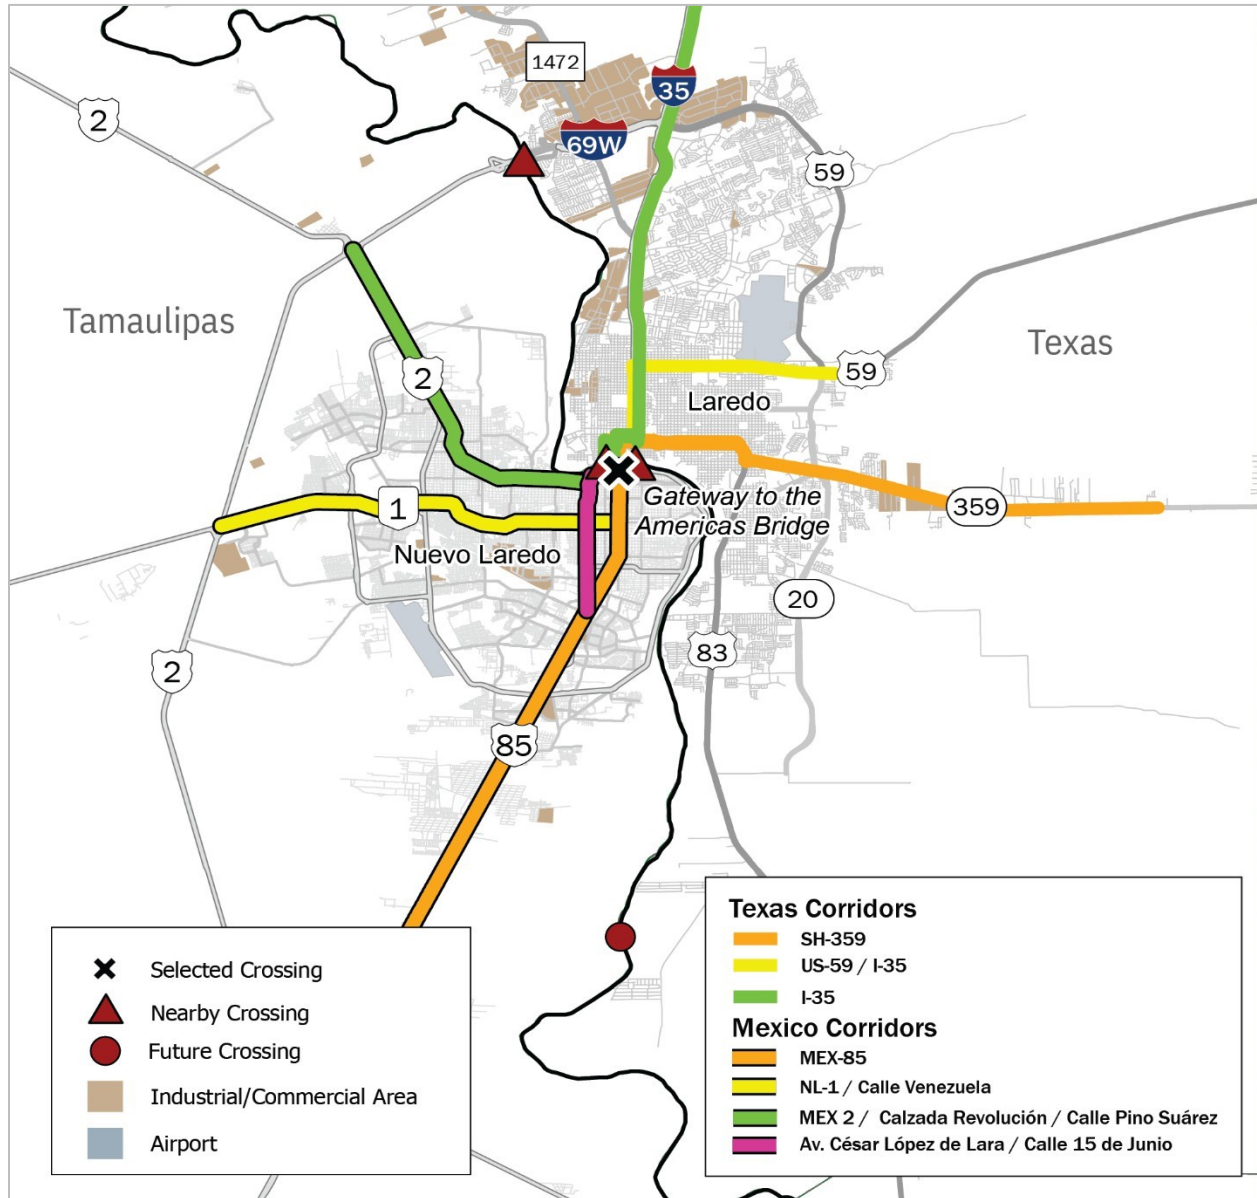 1472
35
2
69W
59
Tamaulipas
Texas
2
59
Laredo
Gateway to the
Americas Bridge
1
359
Nuevo Laredo
20
83
2
85
Selected Crossing
Nearby Crossing
Future Crossing
Industrial/Commercial Area
Airport
Texas Corridors
SH-359
US-59 / I-35
I-35
Mexico Corridors
MEX-85
NL-1 / Calle Venezuela
MEX 2 / Calzada Revolución / Calle Pino Suárez
Av. César López de Lara / Calle 15 de Junio